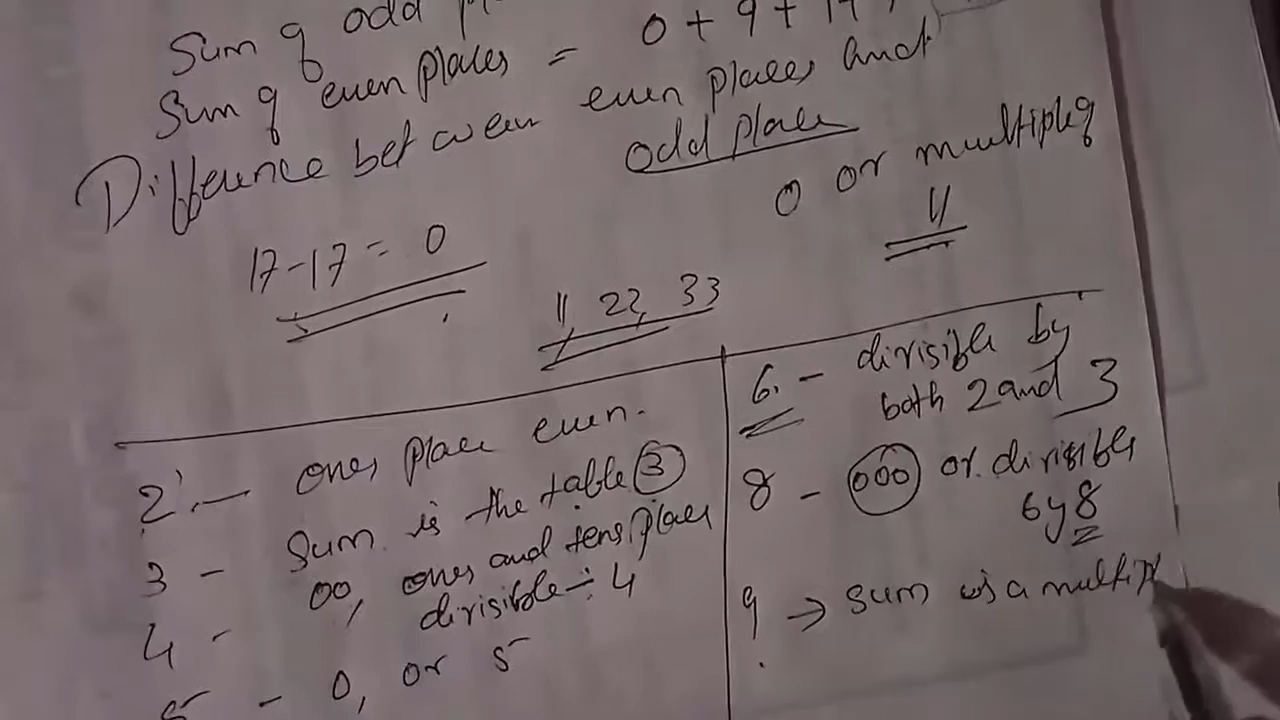 Sum of odd
Sum of even places = 0 + 9 +
Difference between even places and
odd place
0 or multiple of
11
17-17 = 0
11, 22, 33
2 - ones place even.
3 - Sum is the table 3
4 - 00, ones and tens places
divisible ÷ 4
5 - 0, or 5
6. - divisible by
both 2 and 3
8 - 000 or divisible
by 8
9 → sum is a multipl